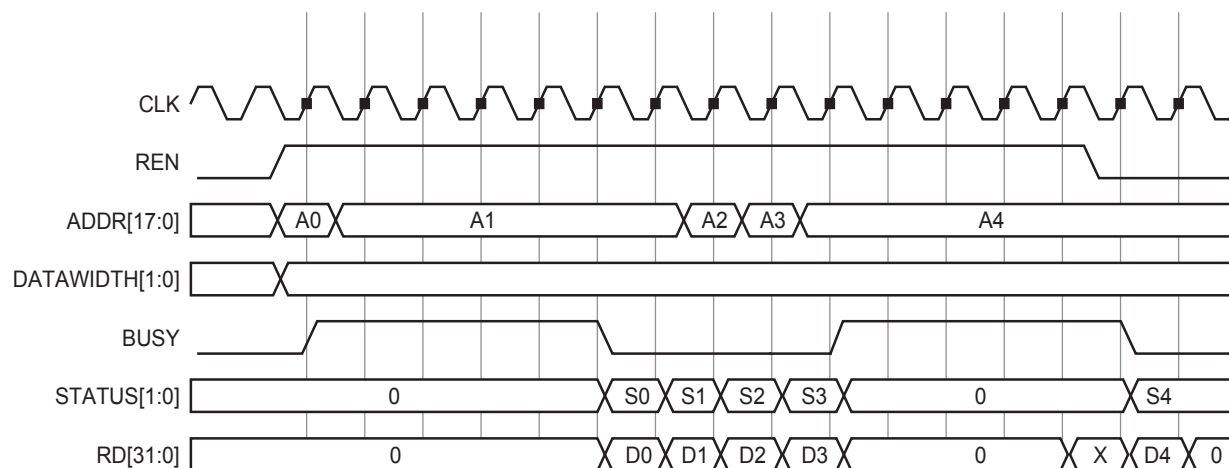 CLK
REN
ADDR[17:0] A0 A1 A2 A3 A4
DATAWIDTH[1:0]
BUSY
STATUS[1:0] 0 S0 S1 S2 S3 0 S4
RD[31:0] 0 D0 D1 D2 D3 0 X D4 0